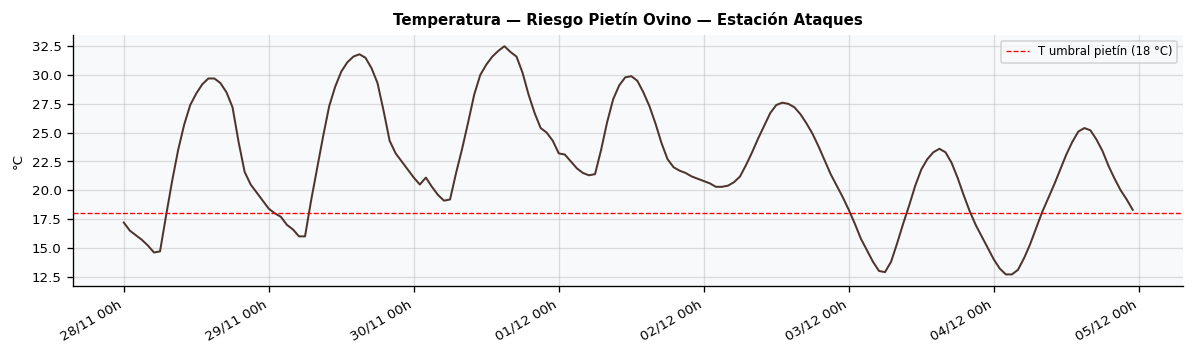 Temperatura — Riesgo Pietín Ovino — Estación Ataques
T umbral pietín (18 °C)
°C
32.5
30.0
27.5
25.0
22.5
20.0
17.5
15.0
12.5
28/11 00h
29/11 00h
30/11 00h
01/12 00h
02/12 00h
03/12 00h
04/12 00h
05/12 00h